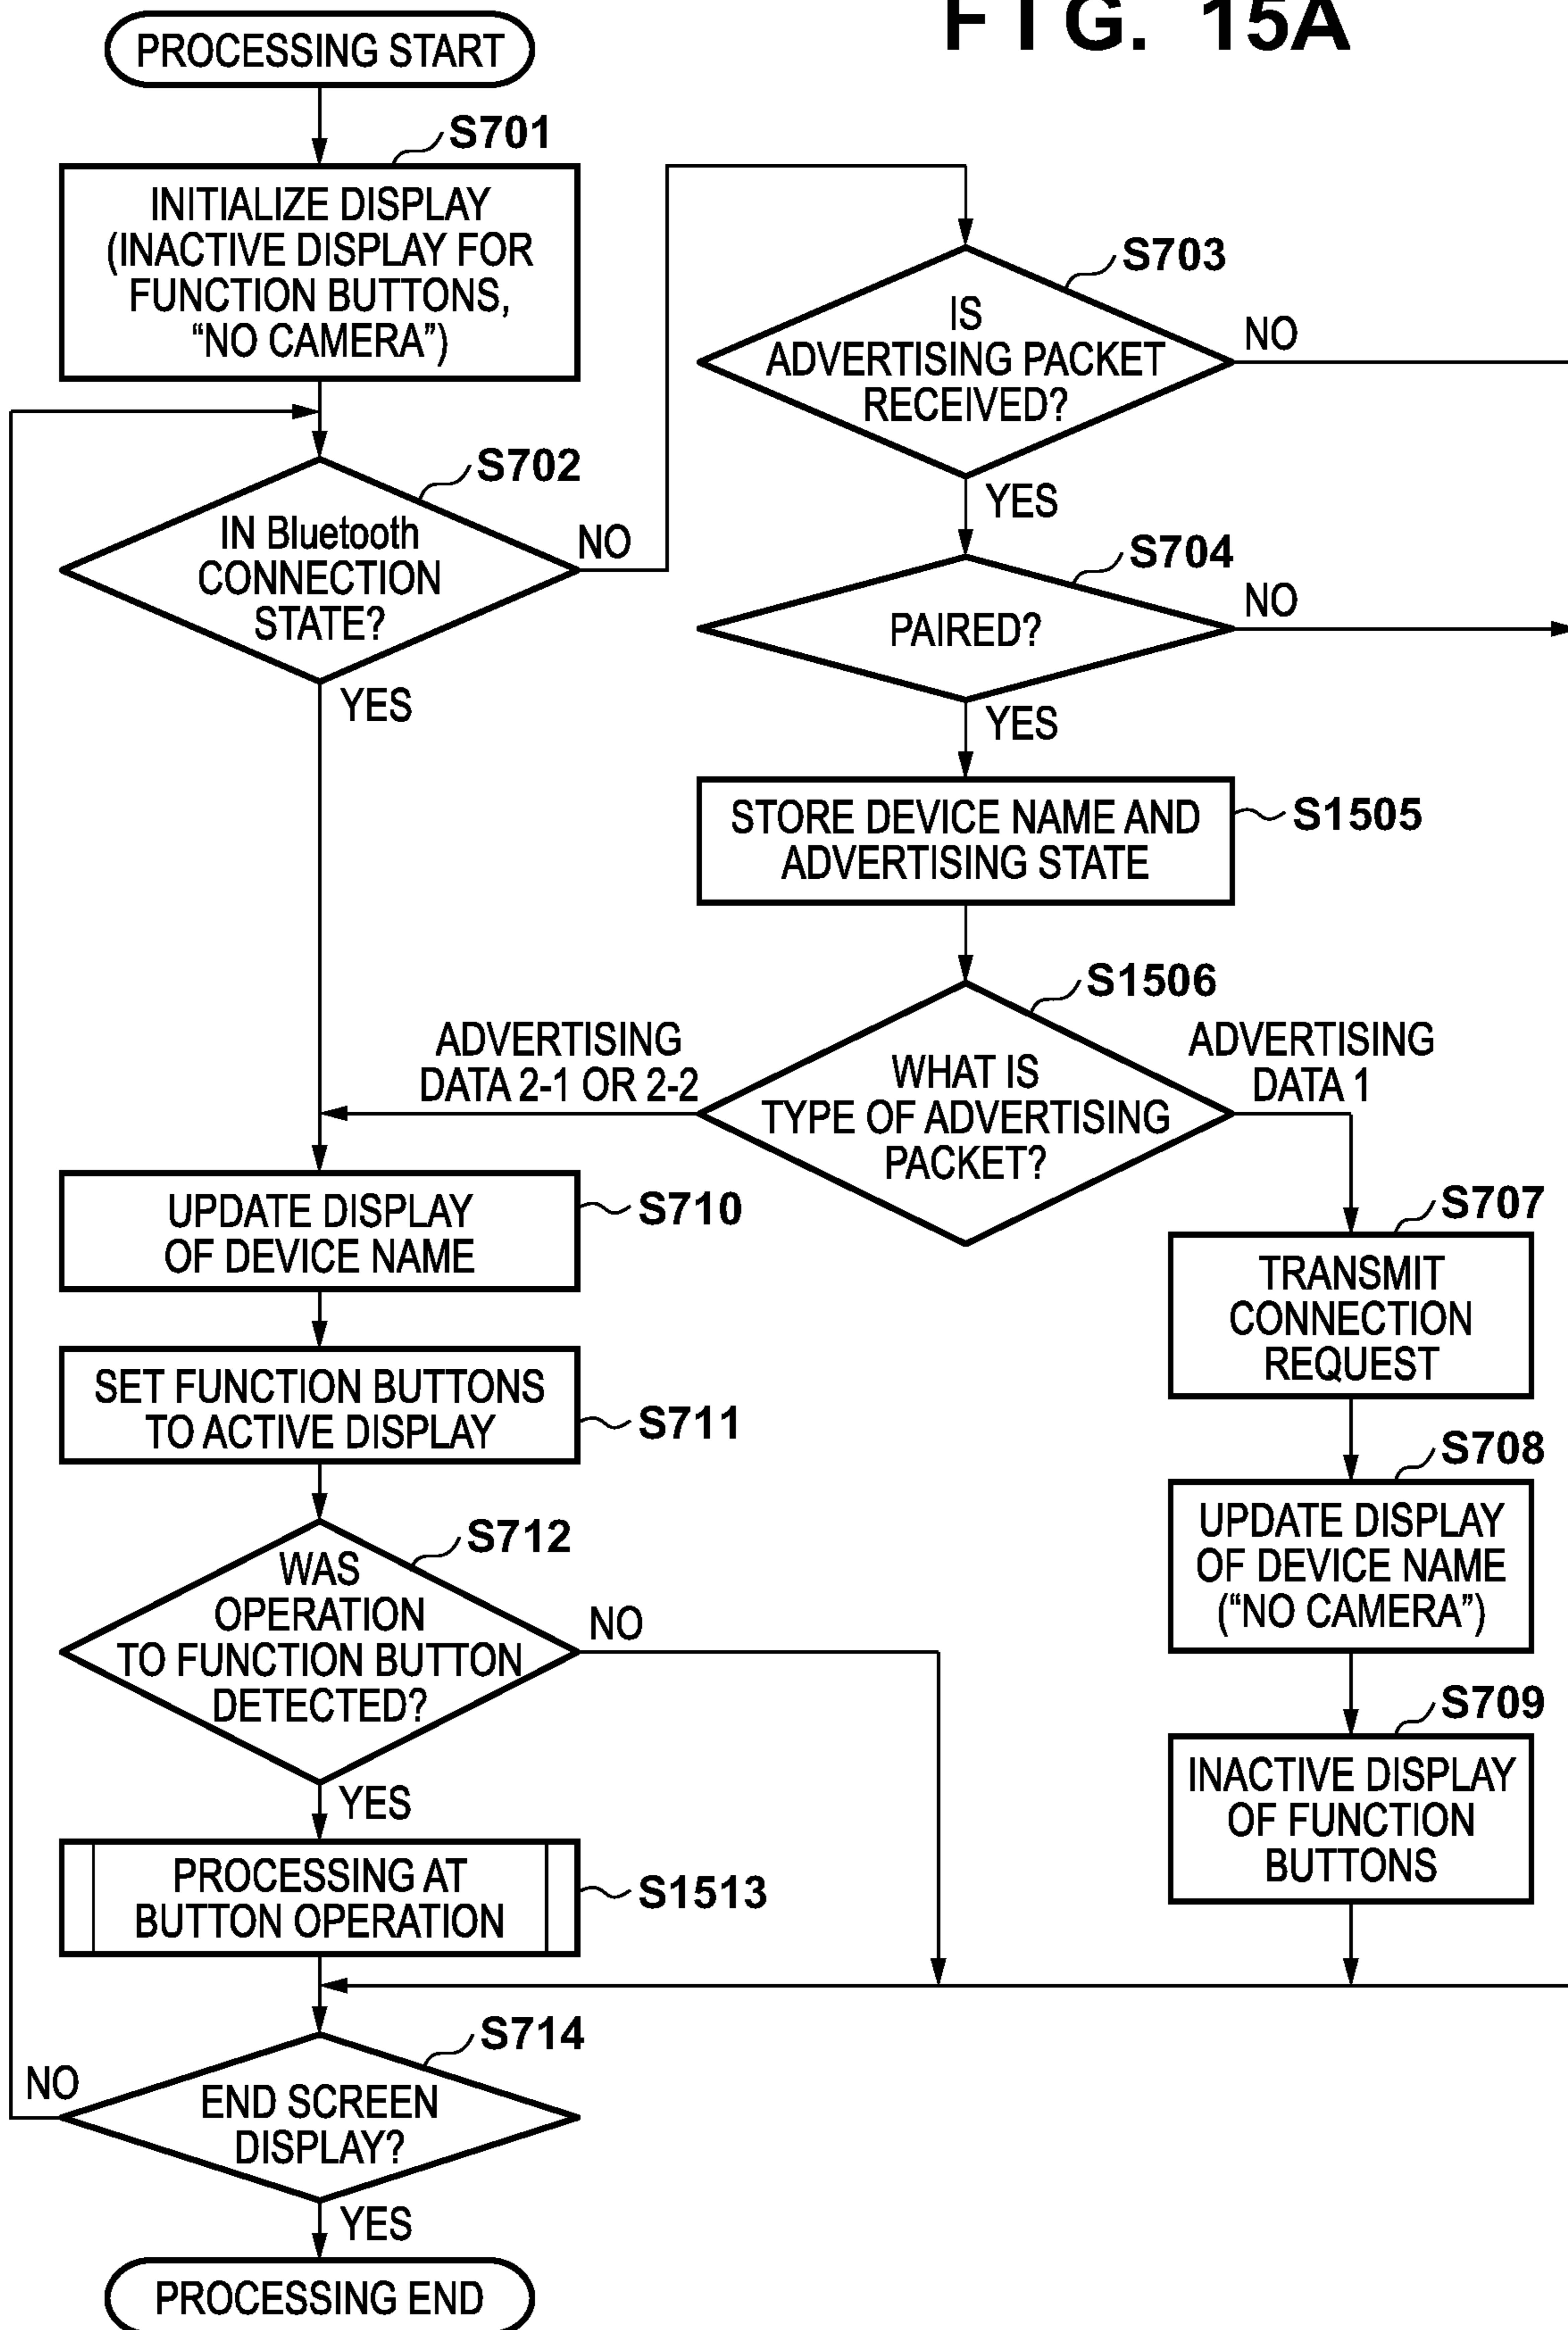 FIG. 15A
PROCESSING START
S701
INITIALIZE DISPLAY
(INACTIVE DISPLAY FOR
FUNCTION BUTTONS,
“NO CAMERA”)
S702
IN Bluetooth
CONNECTION
STATE?
NO
YES
S703
IS
ADVERTISING PACKET
RECEIVED?
NO
YES
S704
PAIRED?
NO
YES
STORE DEVICE NAME AND
ADVERTISING STATE
S1505
S1506
WHAT IS
TYPE OF ADVERTISING
PACKET?
ADVERTISING
DATA 2-1 OR 2-2
ADVERTISING
DATA 1
S707
TRANSMIT
CONNECTION
REQUEST
S708
UPDATE DISPLAY
OF DEVICE NAME
(“NO CAMERA”)
S709
INACTIVE DISPLAY
OF FUNCTION
BUTTONS
UPDATE DISPLAY
OF DEVICE NAME
S710
SET FUNCTION BUTTONS
TO ACTIVE DISPLAY
S711
S712
WAS
OPERATION
TO FUNCTION BUTTON
DETECTED?
NO
YES
PROCESSING AT
BUTTON OPERATION
S1513
S714
END SCREEN
DISPLAY?
NO
YES
PROCESSING END